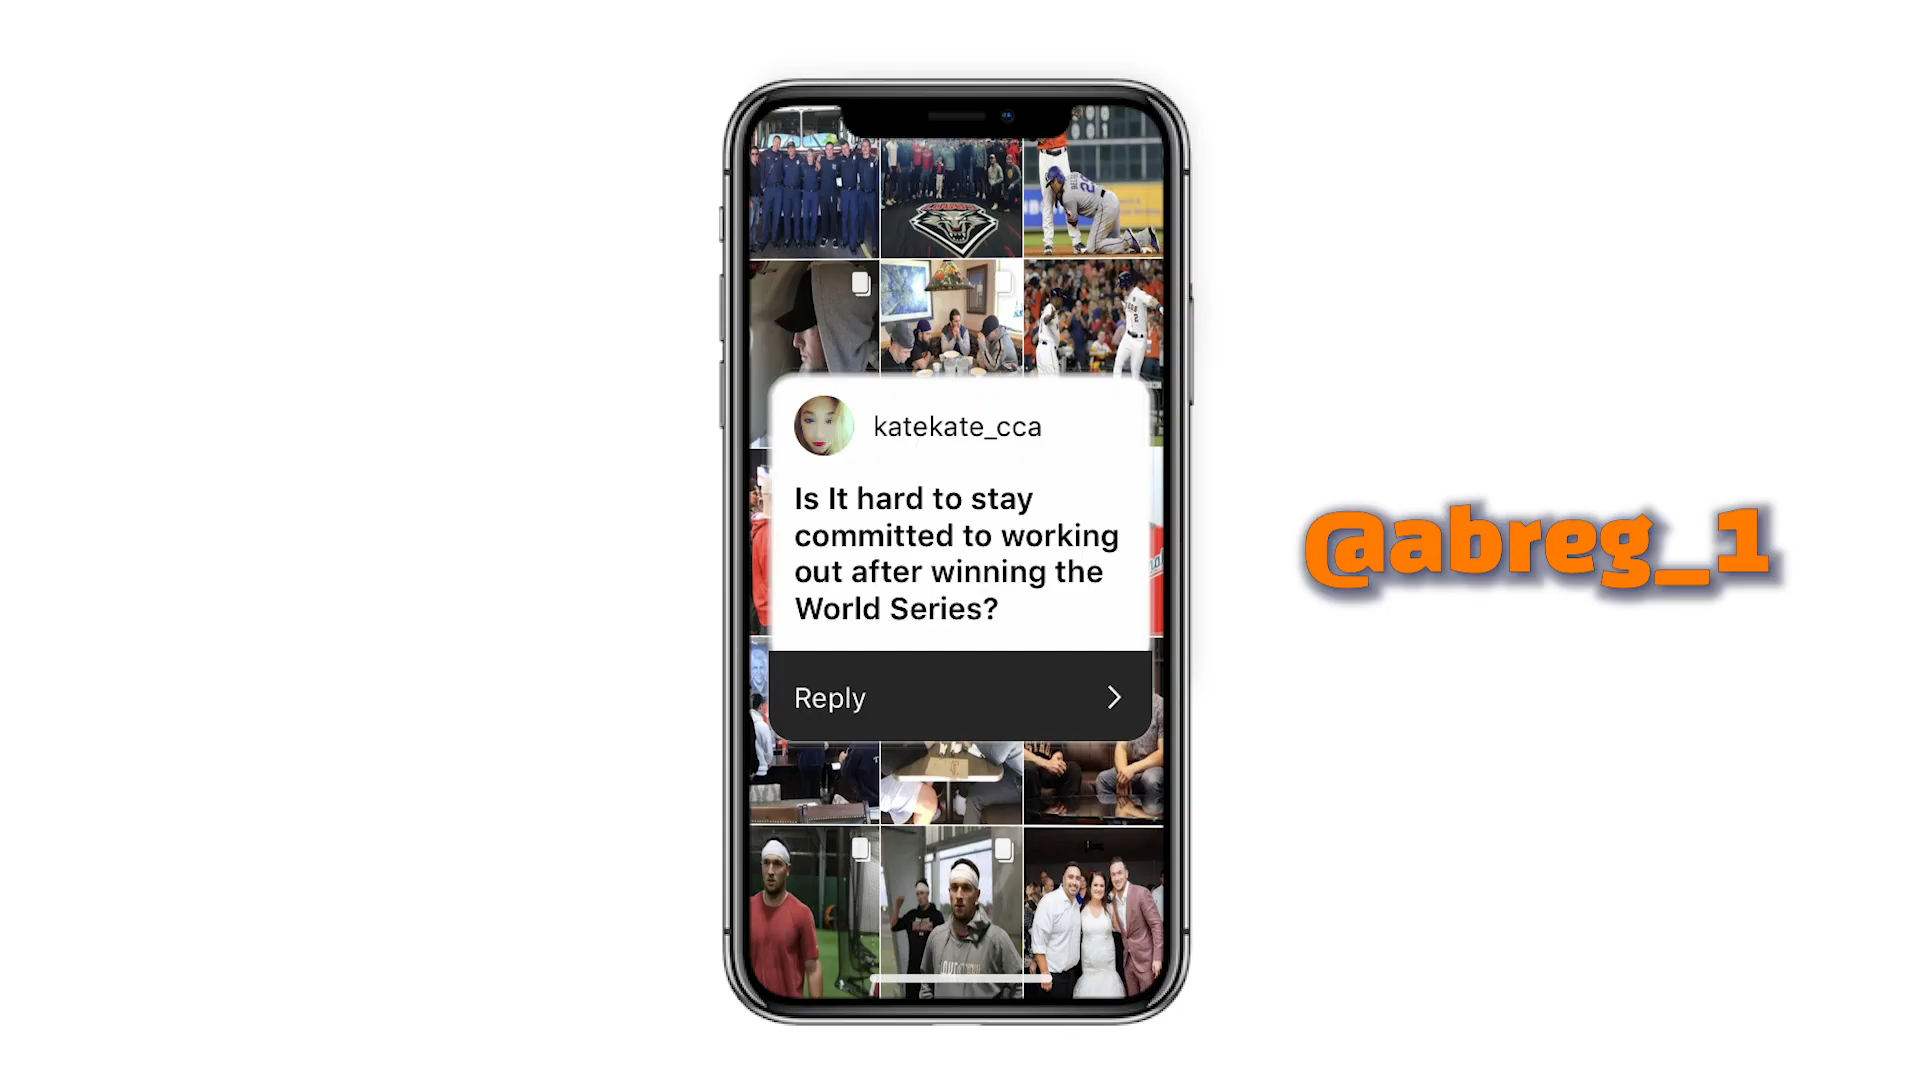 katekate_cca
Is It hard to stay
committed to working
out after winning the
World Series?
Reply
@abreg_1